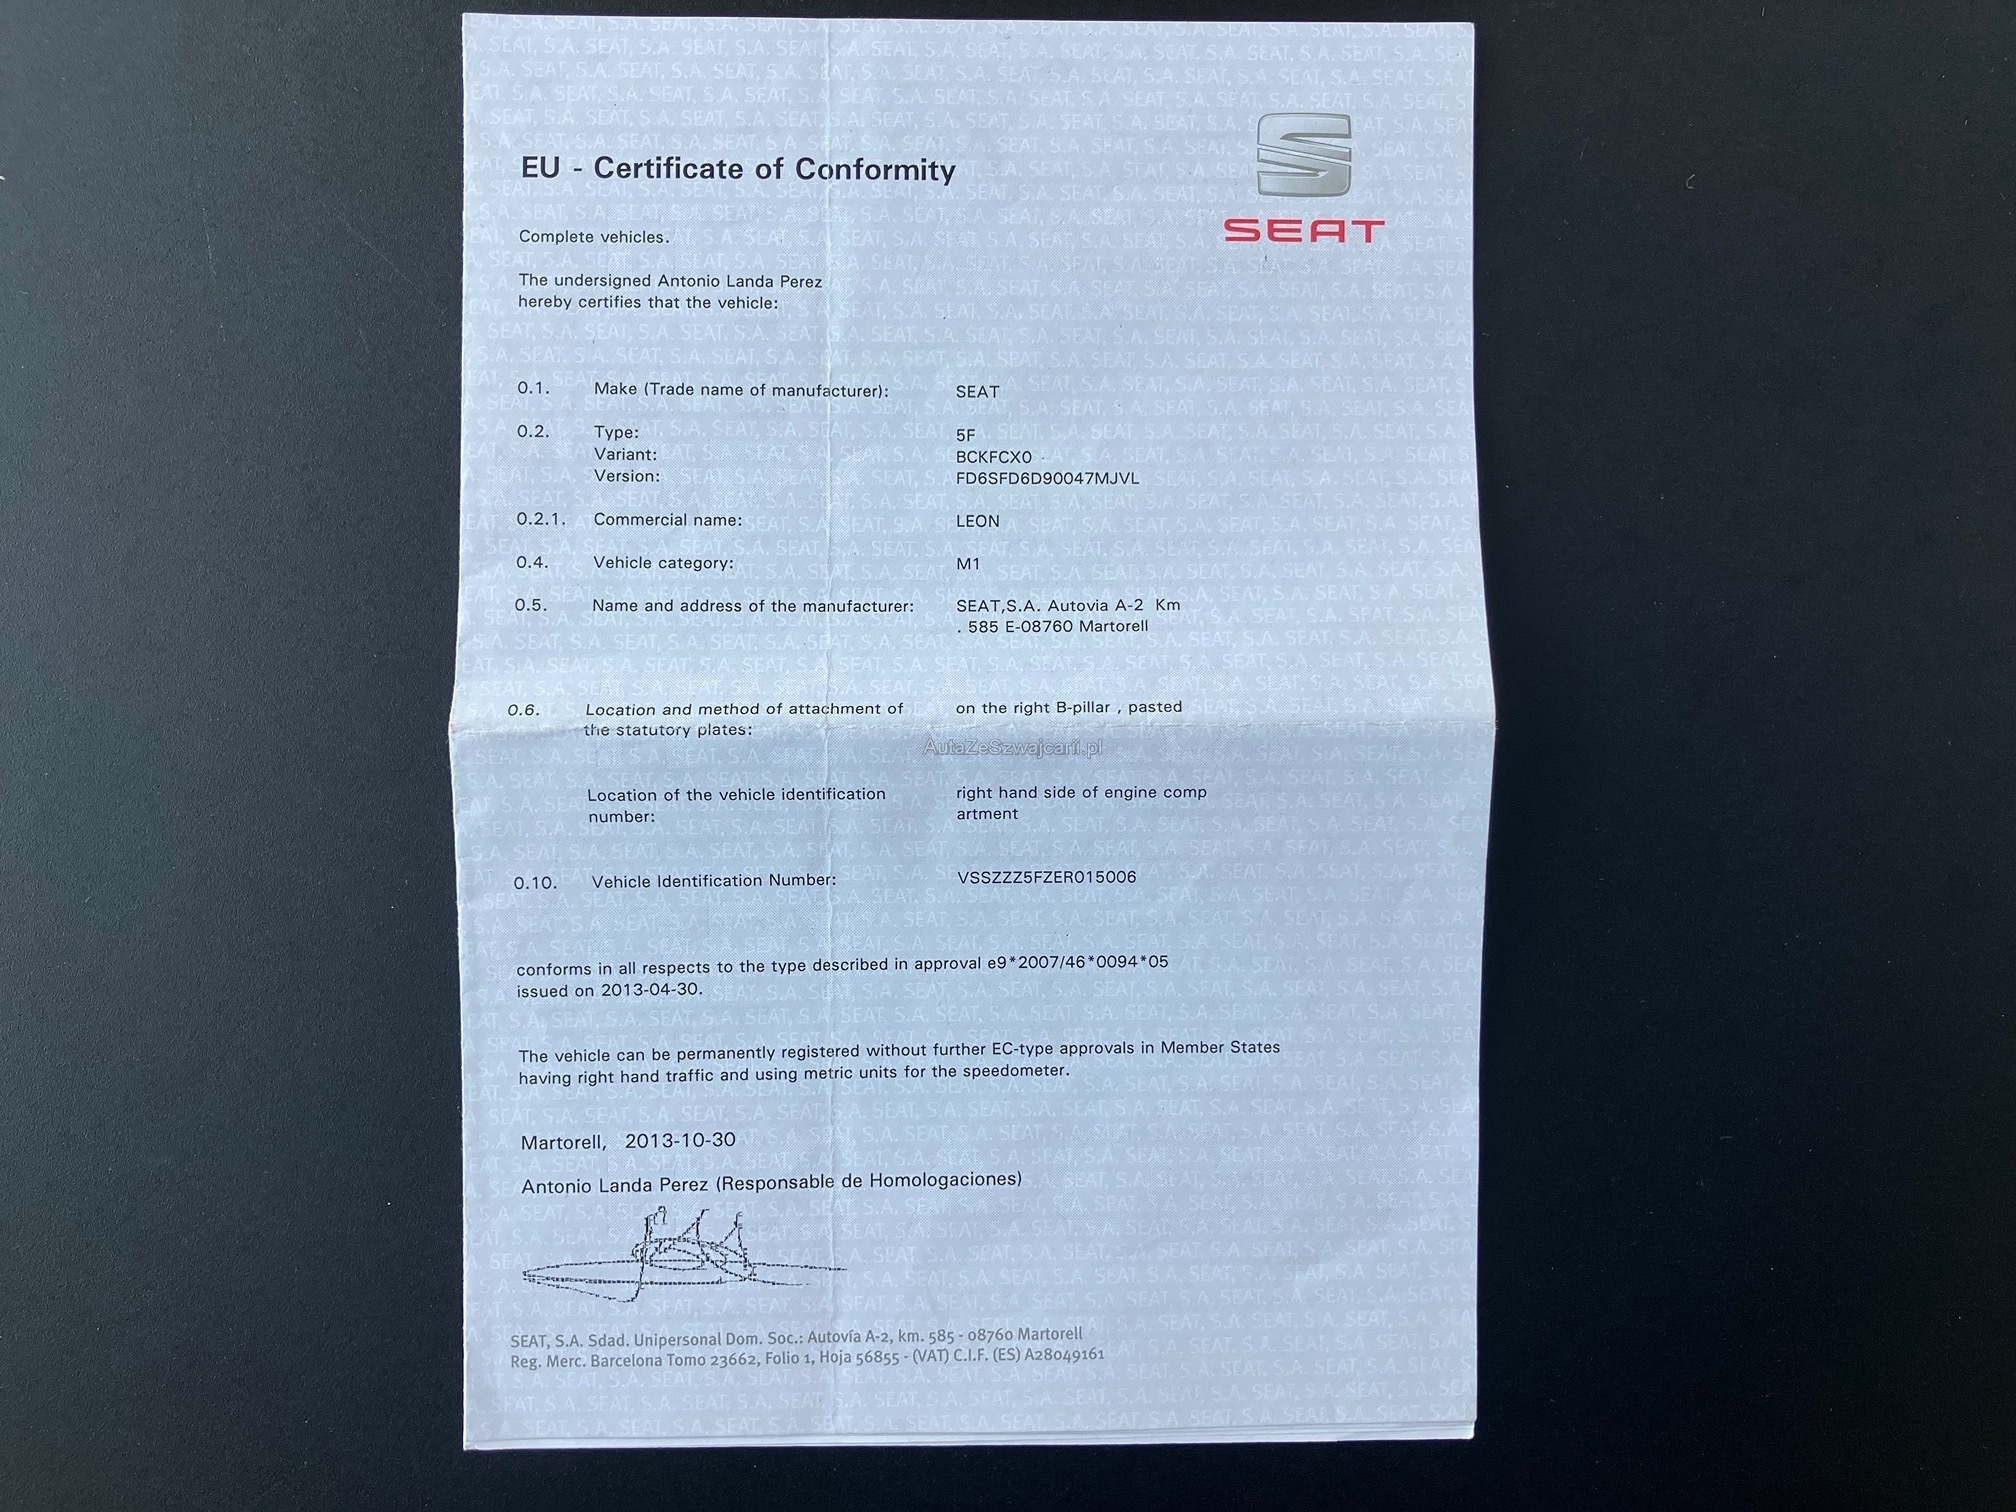 EU - Certificate of Conformity
SEAT
Complete vehicles.
The undersigned Antonio Landa Perez
hereby certifies that the vehicle:
0.1. Make (Trade name of manufacturer): SEAT
0.2. Type: 5F
Variant: BCKFCX0
Version: FD6SFD6D90047MJVL
0.2.1. Commercial name: LEON
0.4. Vehicle category: M1
0.5. Name and address of the manufacturer: SEAT,S.A. Autovia A-2 Km
. 585 E-08760 Martorell
0.6. Location and method of attachment of on the right B-pillar , pasted
the statutory plates:
AutaZeSzwajcarii.pl
Location of the vehicle identification right hand side of engine comp
number: artment
0.10. Vehicle Identification Number: VSSZZZ5FZER015006
conforms in all respects to the type described in approval e9*2007/46*0094*05
issued on 2013-04-30.
The vehicle can be permanently registered without further EC-type approvals in Member States
having right hand traffic and using metric units for the speedometer.
Martorell, 2013-10-30
Antonio Landa Perez (Responsable de Homologaciones)
SEAT, S.A. Sdad. Unipersonal Dom. Soc.: Autovía A-2, km. 585 - 08760 Martorell
Reg. Merc. Barcelona Tomo 23662, Folio 1, Hoja 56855 - (VAT) C.I.F. (ES) A28049161